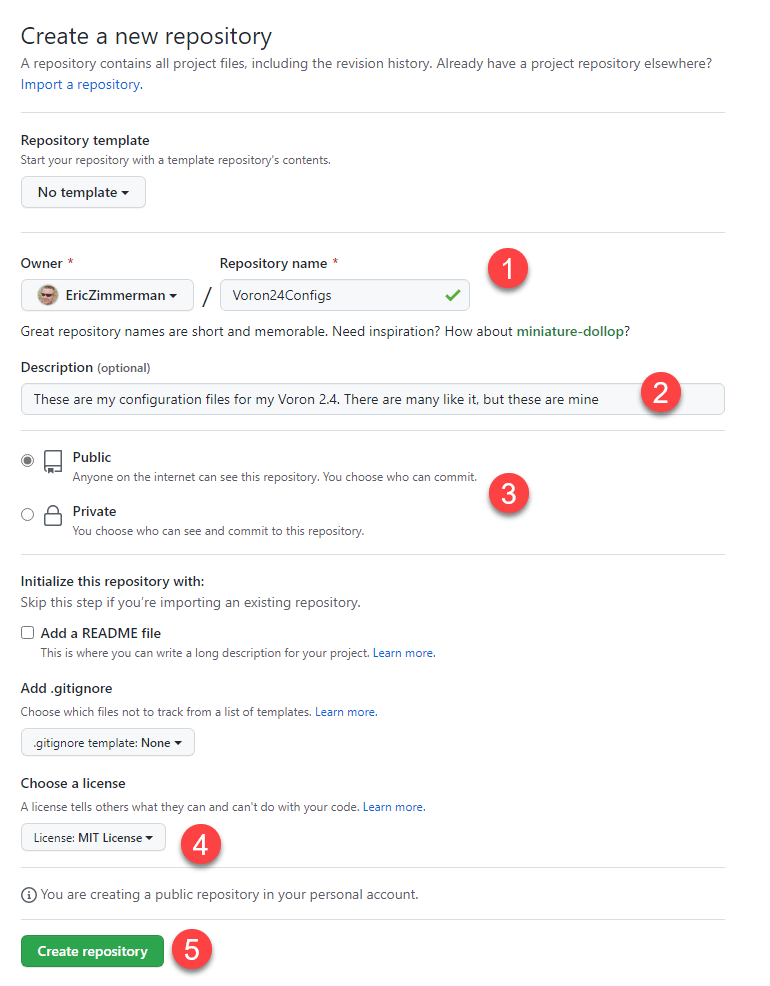 Create a new repository
A repository contains all project files, including the revision history. Already have a project repository elsewhere?
Import a repository.
Repository template
Start your repository with a template repository's contents.
No template
Owner *
Repository name *
1
EricZimmerman
/
Voron24Configs
Great repository names are short and memorable. Need inspiration? How about miniature-dollop?
Description (optional)
These are my configuration files for my Voron 2.4. There are many like it, but these are mine
2
Public
Anyone on the internet can see this repository. You choose who can commit.
3
Private
You choose who can see and commit to this repository.
Initialize this repository with:
Skip this step if you're importing an existing repository.
Add a README file
This is where you can write a long description for your project. Learn more.
Add .gitignore
Choose which files not to track from a list of templates. Learn more.
.gitignore template: None
Choose a license
A license tells others what they can and can't do with your code. Learn more.
License: MIT License
4
You are creating a public repository in your personal account.
Create repository
5